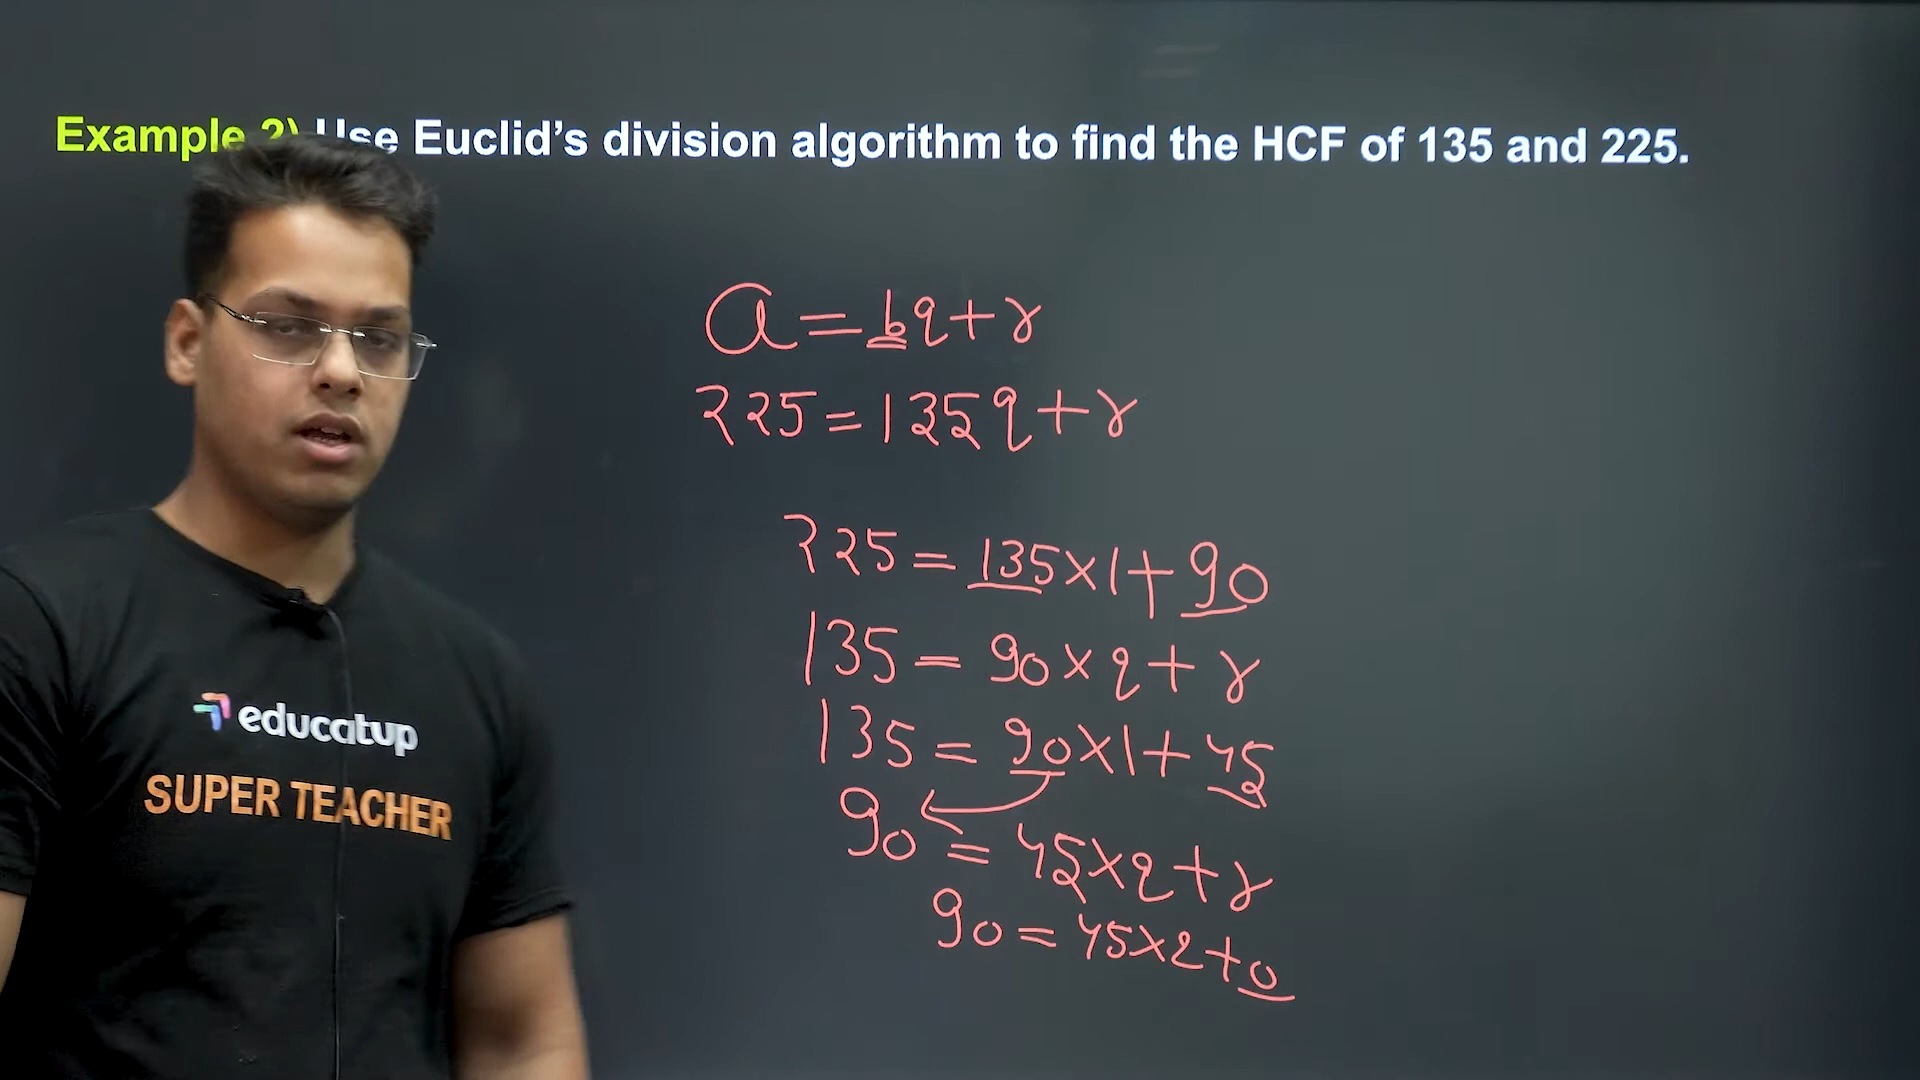 Example 2) Use Euclid’s division algorithm to find the HCF of 135 and 225.
a = bq + r
225 = 135q + r
225 = 135 × 1 + 90
135 = 90 × q + r
135 = 90 × 1 + 45
90 = 45 × q + r
90 = 45 × 2 + 0
educatup
SUPER TEACHER